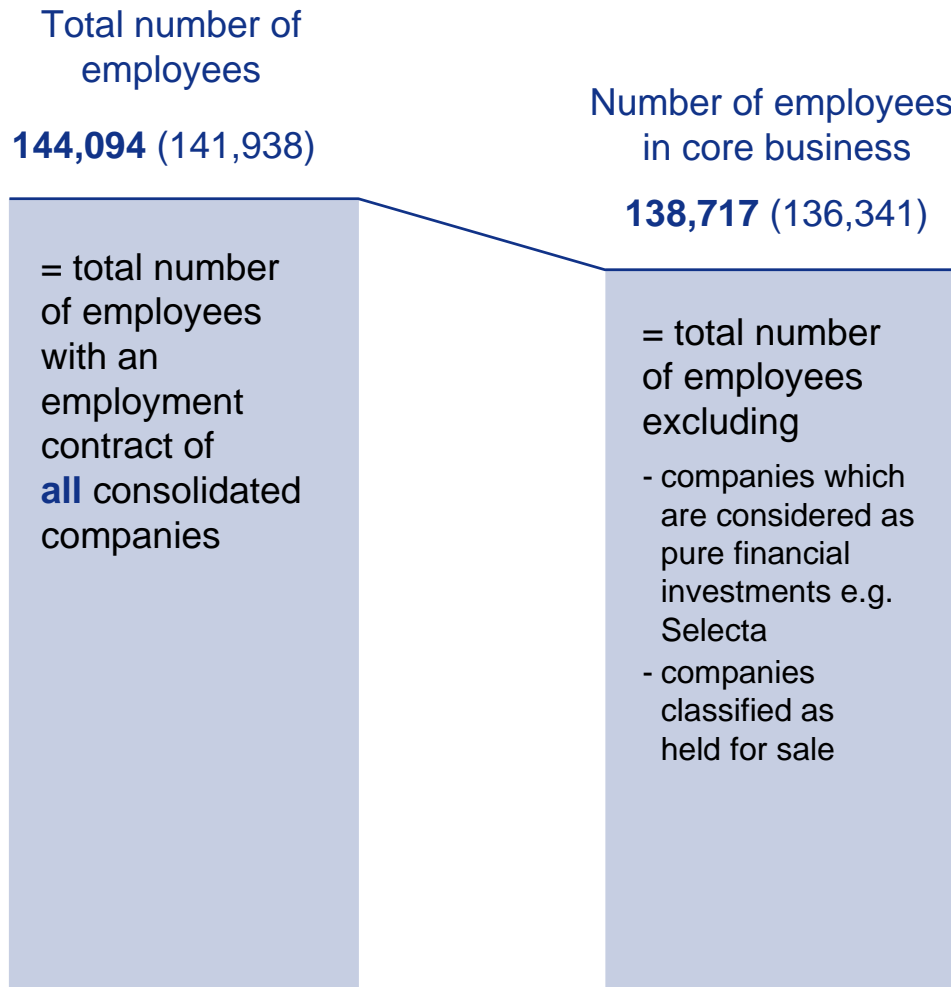 Total number of
employees
144,094 (141,938)
= total number
of employees
with an
employment
contract of
all consolidated
companies
Number of employees
in core business
138,717 (136,341)
= total number
of employees
excluding
- companies which
are considered as
pure financial
investments e.g.
Selecta
- companies
classified as
held for sale